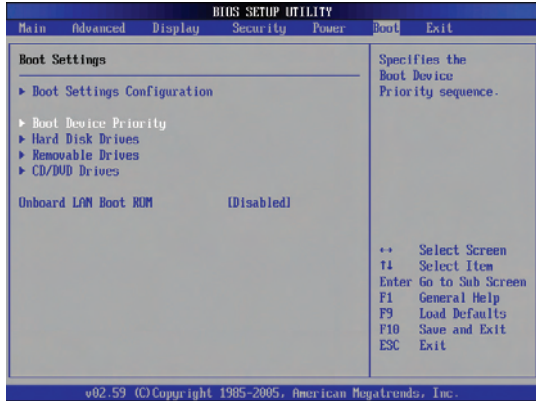 BIOS SETUP UTILITY
Main Advanced Display Security Power Boot Exit
Boot Settings
▶ Boot Settings Configuration
▶ Boot Device Priority
▶ Hard Disk Drives
▶ Removable Drives
▶ CD/DVD Drives
Onboard LAN Boot ROM [Disabled]
Specifies the
Boot Device
Priority sequence.
↔ Select Screen
↑↓ Select Item
Enter Go to Sub Screen
F1 General Help
F9 Load Defaults
F10 Save and Exit
ESC Exit
v02.59 (C)Copyright 1985-2005, American Megatrends, Inc.